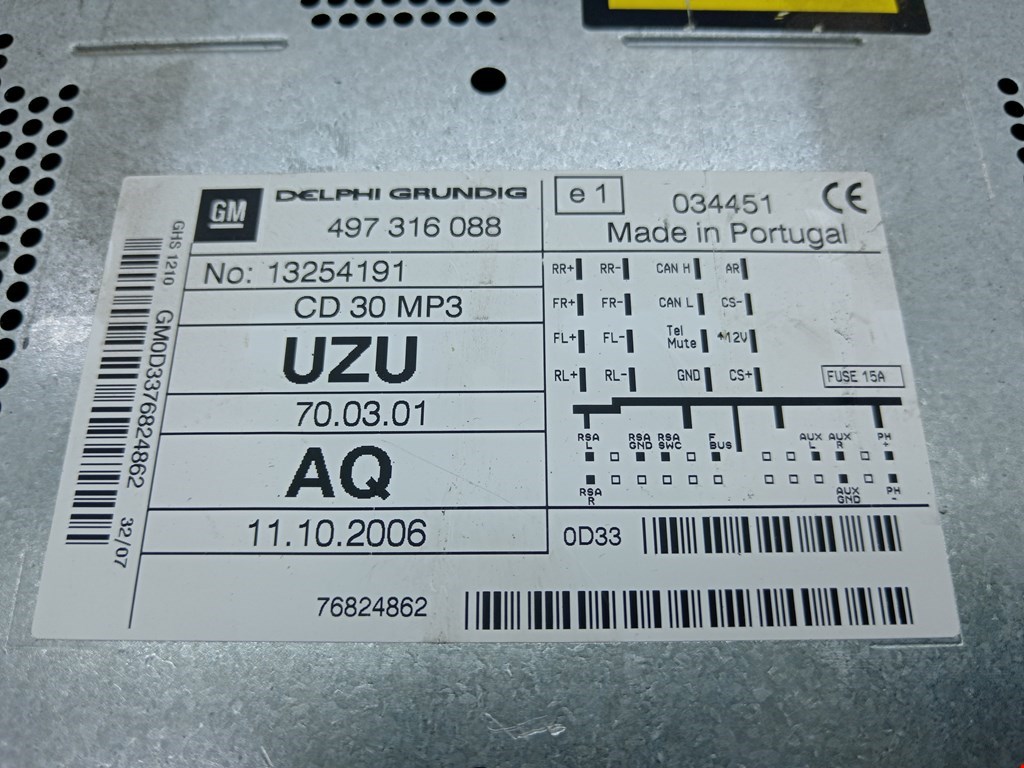 GM
DELPHI GRUNDIG
497 316 088
e 1
034451
CE
Made in Portugal
No: 13254191
CD 30 MP3
UZU
70.03.01
AQ
11.10.2006
76824862
GHS 1210
GM0D3376824862
32/07
RR+ RR- CAN H AR
FR+ FR- CAN L CS-
FL+ FL- Tel Mute +12V
RL+ RL- GND CS+
FUSE 15A
RSA L RSA GND RSA SWC F BUS AUX L AUX R PH +
RSA R AUX GND PH -
0D33